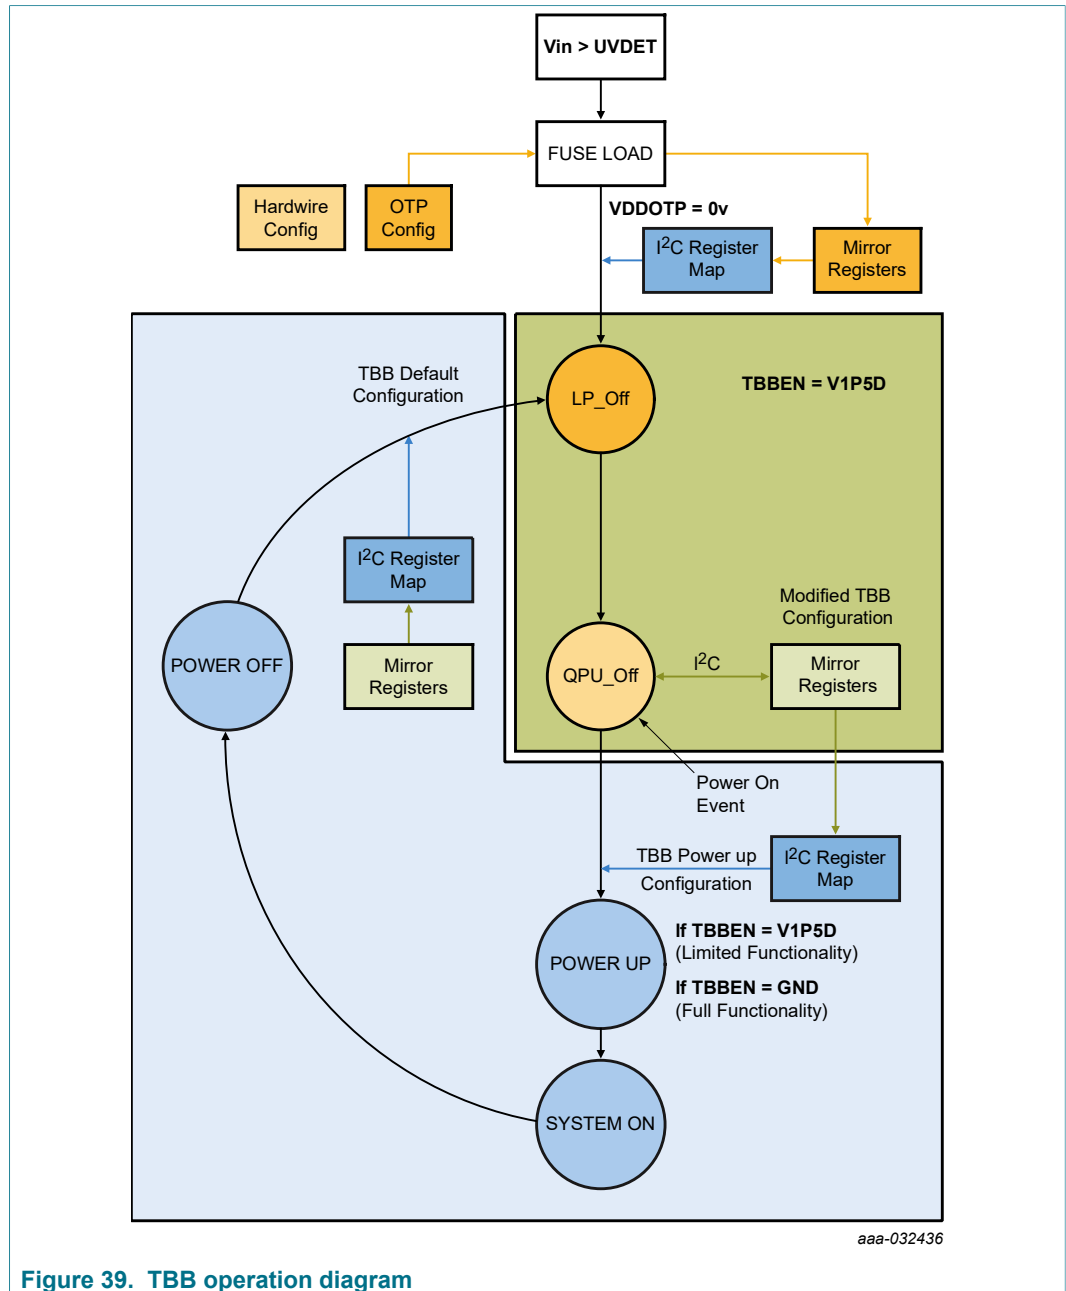 Vin > UVDET
FUSE LOAD
Hardwire
Config
OTP
Config
VDDOTP = 0v
I2C Register
Map
Mirror
Registers
TBB Default
Configuration
LP_Off
TBBEN = V1P5D
I2C Register
Map
Mirror
Registers
POWER OFF
Modified TBB
Configuration
QPU_Off
I2C
Mirror
Registers
Power On
Event
TBB Power up
Configuration
I2C Register
Map
POWER UP
If TBBEN = V1P5D
(Limited Functionality)
If TBBEN = GND
(Full Functionality)
SYSTEM ON
aaa-032436
Figure 39. TBB operation diagram